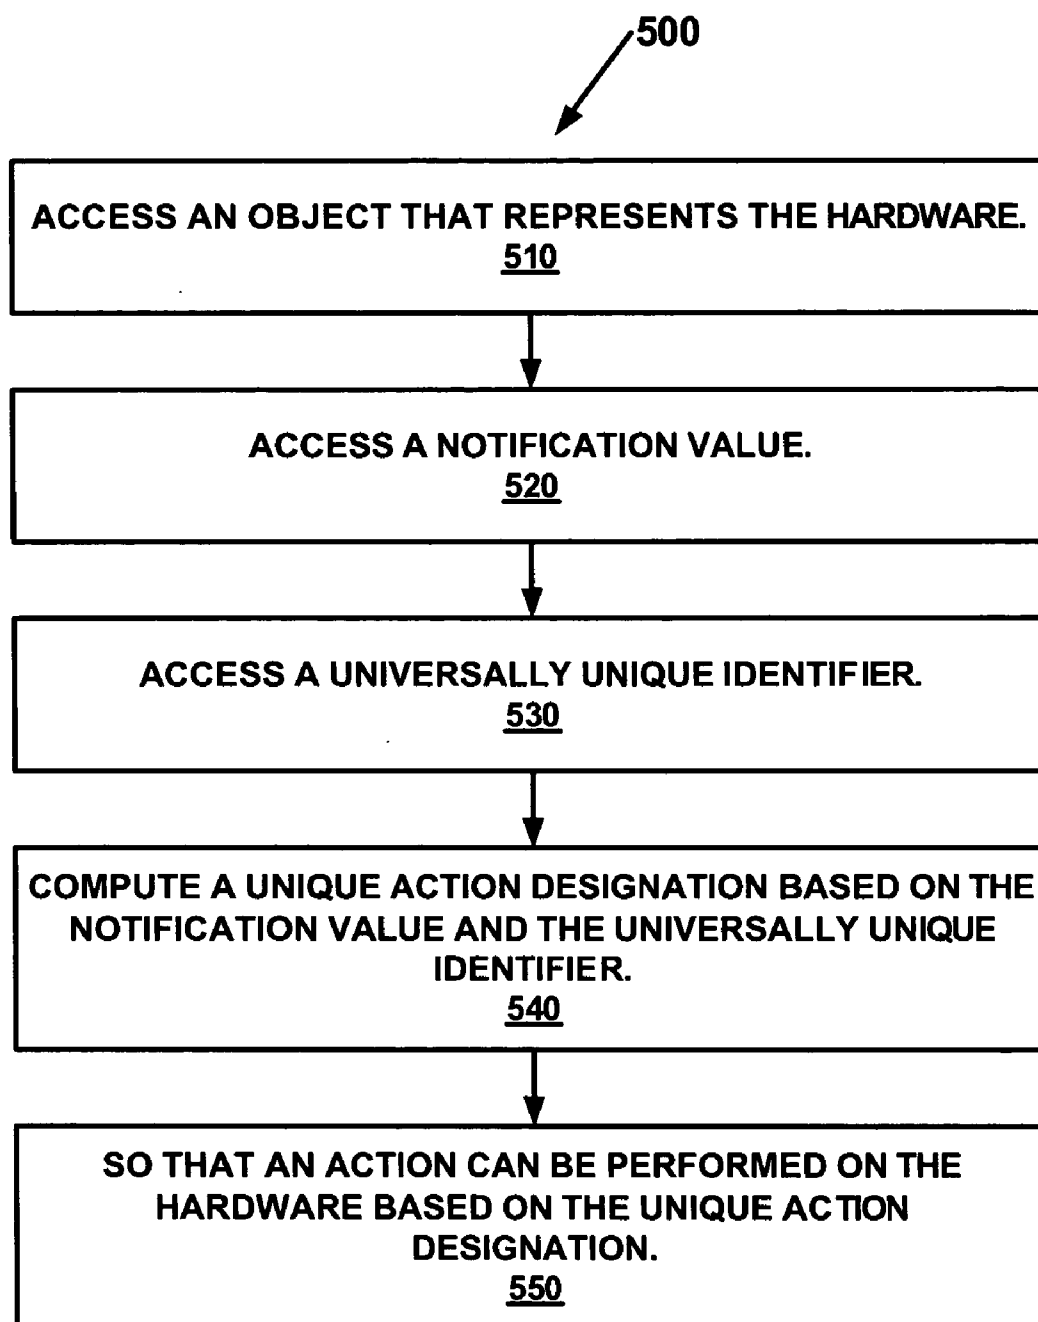 500
ACCESS AN OBJECT THAT REPRESENTS THE HARDWARE.
510
ACCESS A NOTIFICATION VALUE.
520
ACCESS A UNIVERSALLY UNIQUE IDENTIFIER.
530
COMPUTE A UNIQUE ACTION DESIGNATION BASED ON THE
NOTIFICATION VALUE AND THE UNIVERSALLY UNIQUE
IDENTIFIER.
540
SO THAT AN ACTION CAN BE PERFORMED ON THE
HARDWARE BASED ON THE UNIQUE ACTION
DESIGNATION.
550